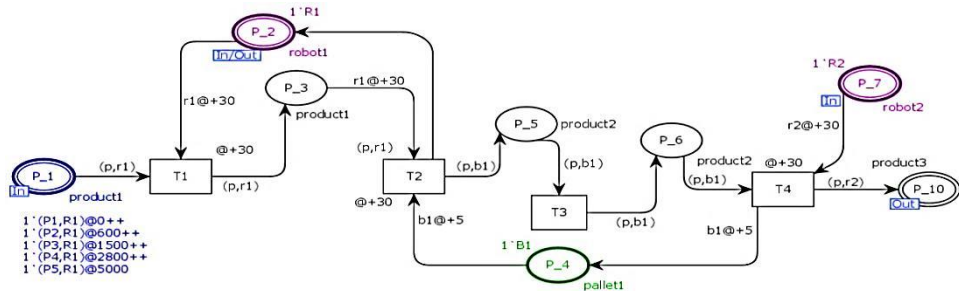 1`R1
P_2
In/Out
robot1
r1@+30
P_3
r1@+30
product1
@+30
P_1
In
(p,r1)
product1
T1
(p,r1)
(p,r1)
T2
@+30
(p,b1)
P_5
product2
(p,b1)
T3
(p,b1)
P_6
product2
(p,b1)
1`R2
P_7
In
robot2
r2@+30
@+30
T4
(p,r2)
product3
P_10
Out
b1@+5
b1@+5
1`B1
P_4
pallet1
1`(P1,R1)@0++
1`(P2,R1)@600++
1`(P3,R1)@1500++
1`(P4,R1)@2800++
1`(P5,R1)@5000